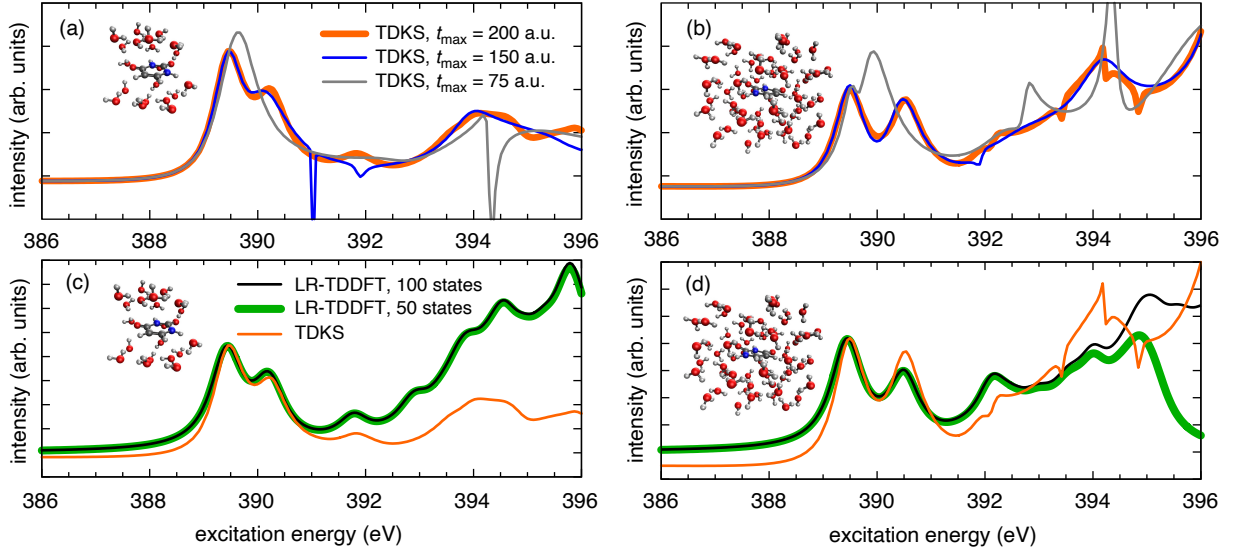 (a)
TDKS, tmax = 200 a.u.
TDKS, tmax = 150 a.u.
TDKS, tmax = 75 a.u.
intensity (arb. units)
386 388 390 392 394 396
(b)
intensity (arb. units)
386 388 390 392 394 396
(c)
LR-TDDFT, 100 states
LR-TDDFT, 50 states
TDKS
intensity (arb. units)
386 388 390 392 394 396
excitation energy (eV)
(d)
intensity (arb. units)
386 388 390 392 394 396
excitation energy (eV)